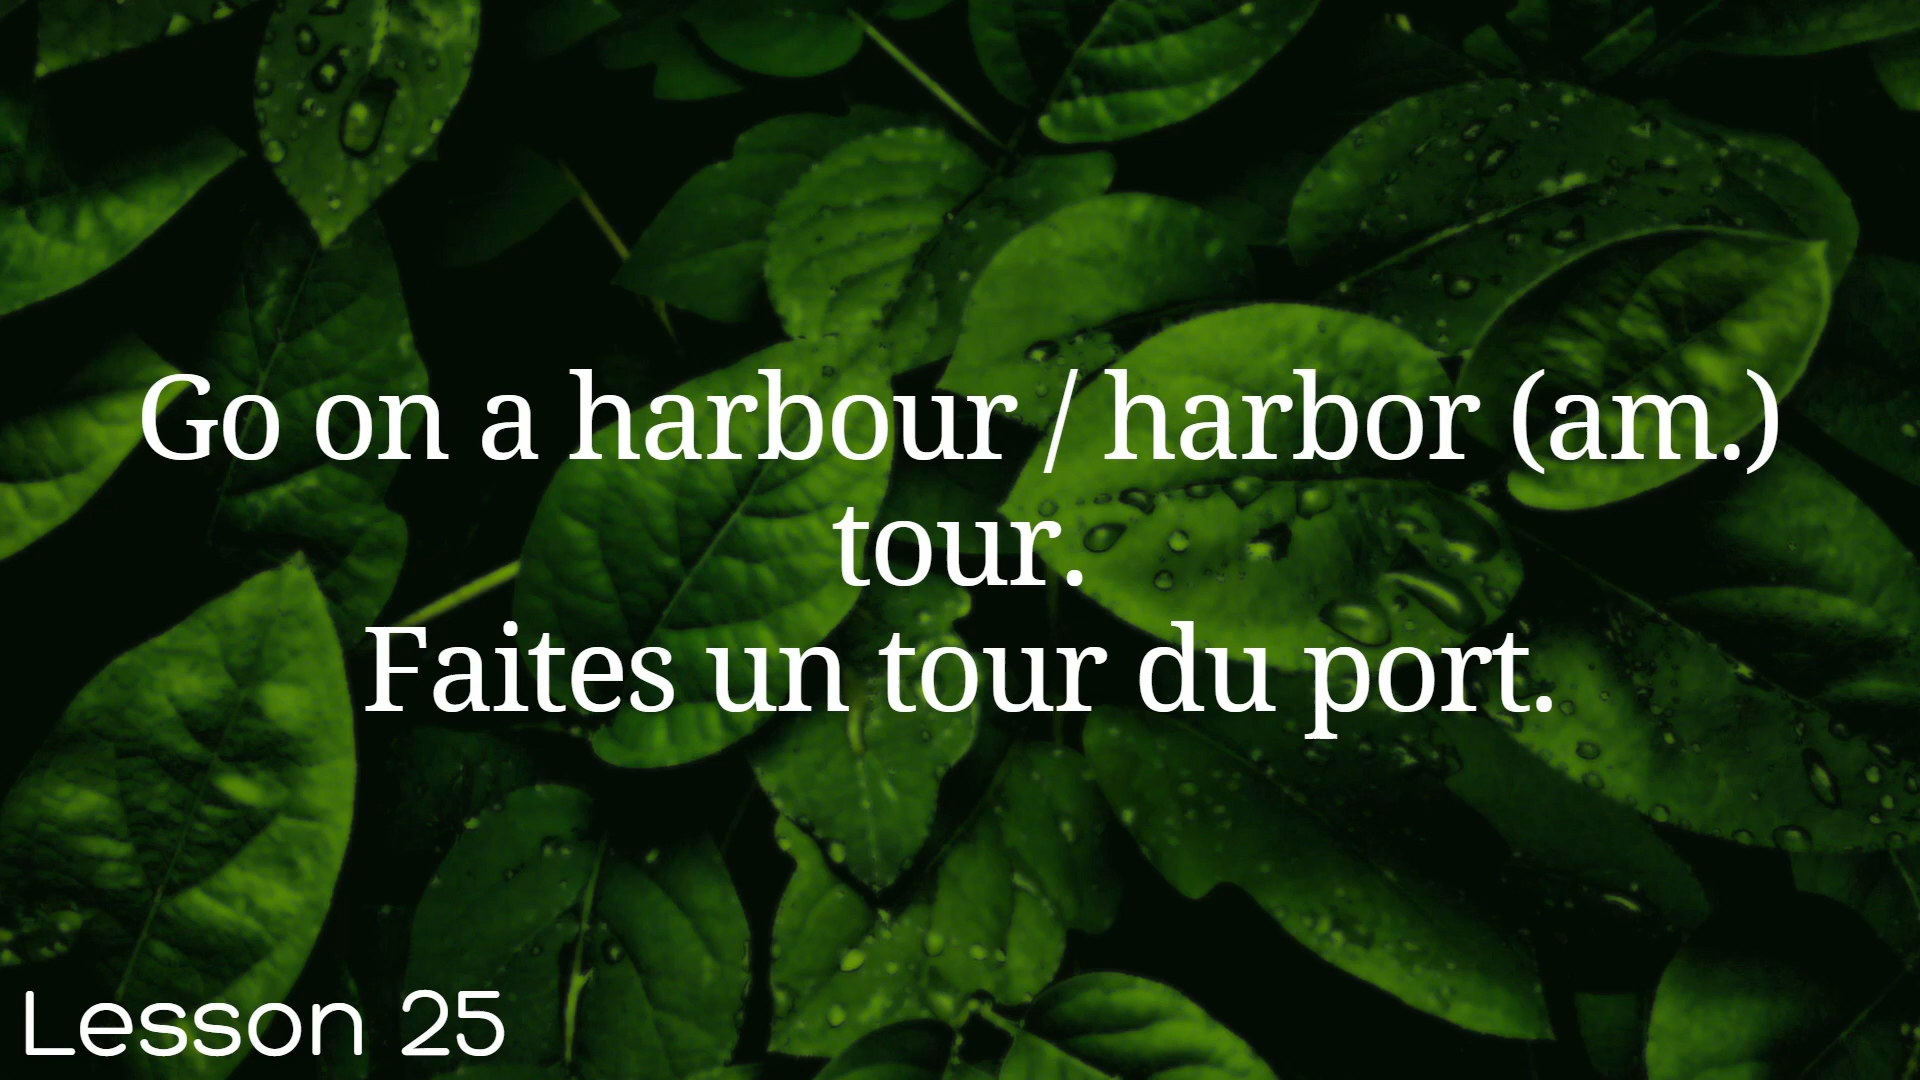 Go on a harbour / harbor (am.)
tour.
Faites un tour du port.
Lesson 25